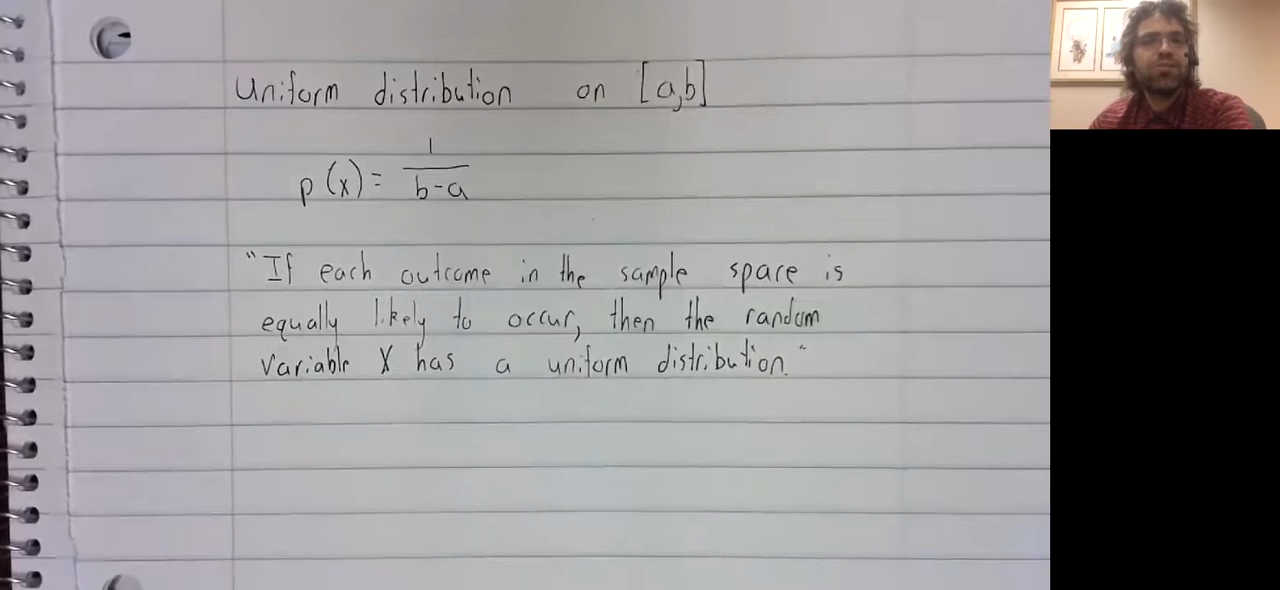 Uniform distribution on [a,b]
p(x) = 1/(b-a)
"If each outcome in the sample space is
equally likely to occur, then the random
variable X has a uniform distribution."